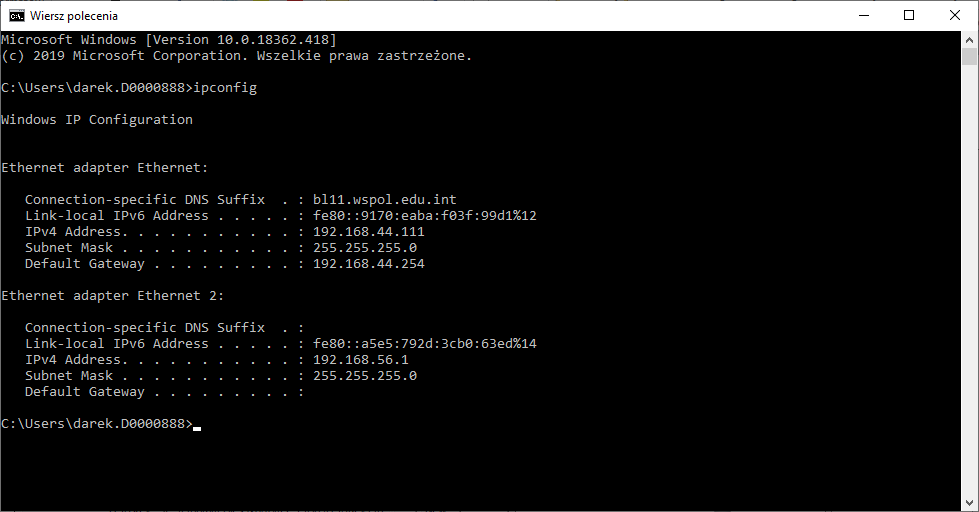 Wiersz polecenia
Microsoft Windows [Version 10.0.18362.418]
(c) 2019 Microsoft Corporation. Wszelkie prawa zastrzeżone.
C:\Users\darek.D0000888>ipconfig
Windows IP Configuration
Ethernet adapter Ethernet:
Connection-specific DNS Suffix  . : bl11.wspol.edu.int
Link-local IPv6 Address . . . . . : fe80::9170:eaba:f03f:99d1%12
IPv4 Address. . . . . . . . . . . : 192.168.44.111
Subnet Mask . . . . . . . . . . . : 255.255.255.0
Default Gateway . . . . . . . . . : 192.168.44.254
Ethernet adapter Ethernet 2:
Connection-specific DNS Suffix  . :
Link-local IPv6 Address . . . . . : fe80::a5e5:792d:3cb0:63ed%14
IPv4 Address. . . . . . . . . . . : 192.168.56.1
Subnet Mask . . . . . . . . . . . : 255.255.255.0
Default Gateway . . . . . . . . . :
C:\Users\darek.D0000888>